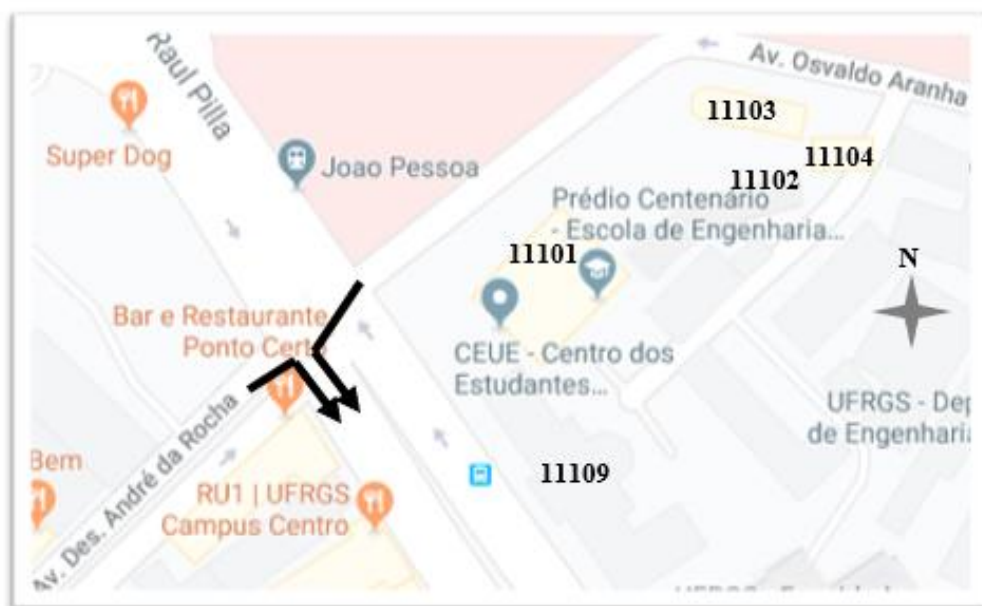 Raul Pilla
Av. Osvaldo Aranha
11103
Super Dog
Joao Pessoa
11104
11102
Prédio Centenário
- Escola de Engenharia...
11101
N
Bar e Restaurante
Ponto Certo
CEUE - Centro dos
Estudantes...
UFRGS - Dep
de Engenharia
Av. Des. André da Rocha
Bem
11109
RU1 | UFRGS
Campus Centro